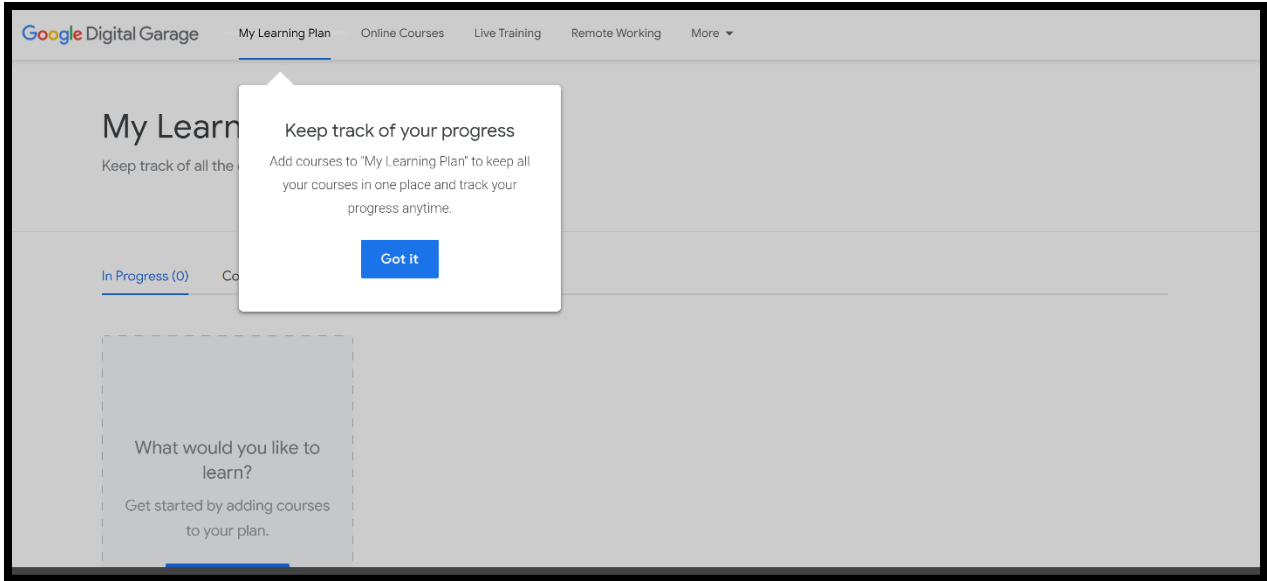 Google Digital Garage
My Learning Plan
Online Courses
Live Training
Remote Working
More
My Learn
Keep track of all the
Keep track of your progress
Add courses to "My Learning Plan" to keep all
your courses in one place and track your
progress anytime.
Got it
In Progress (0)
Co
What would you like to
learn?
Get started by adding courses
to your plan.